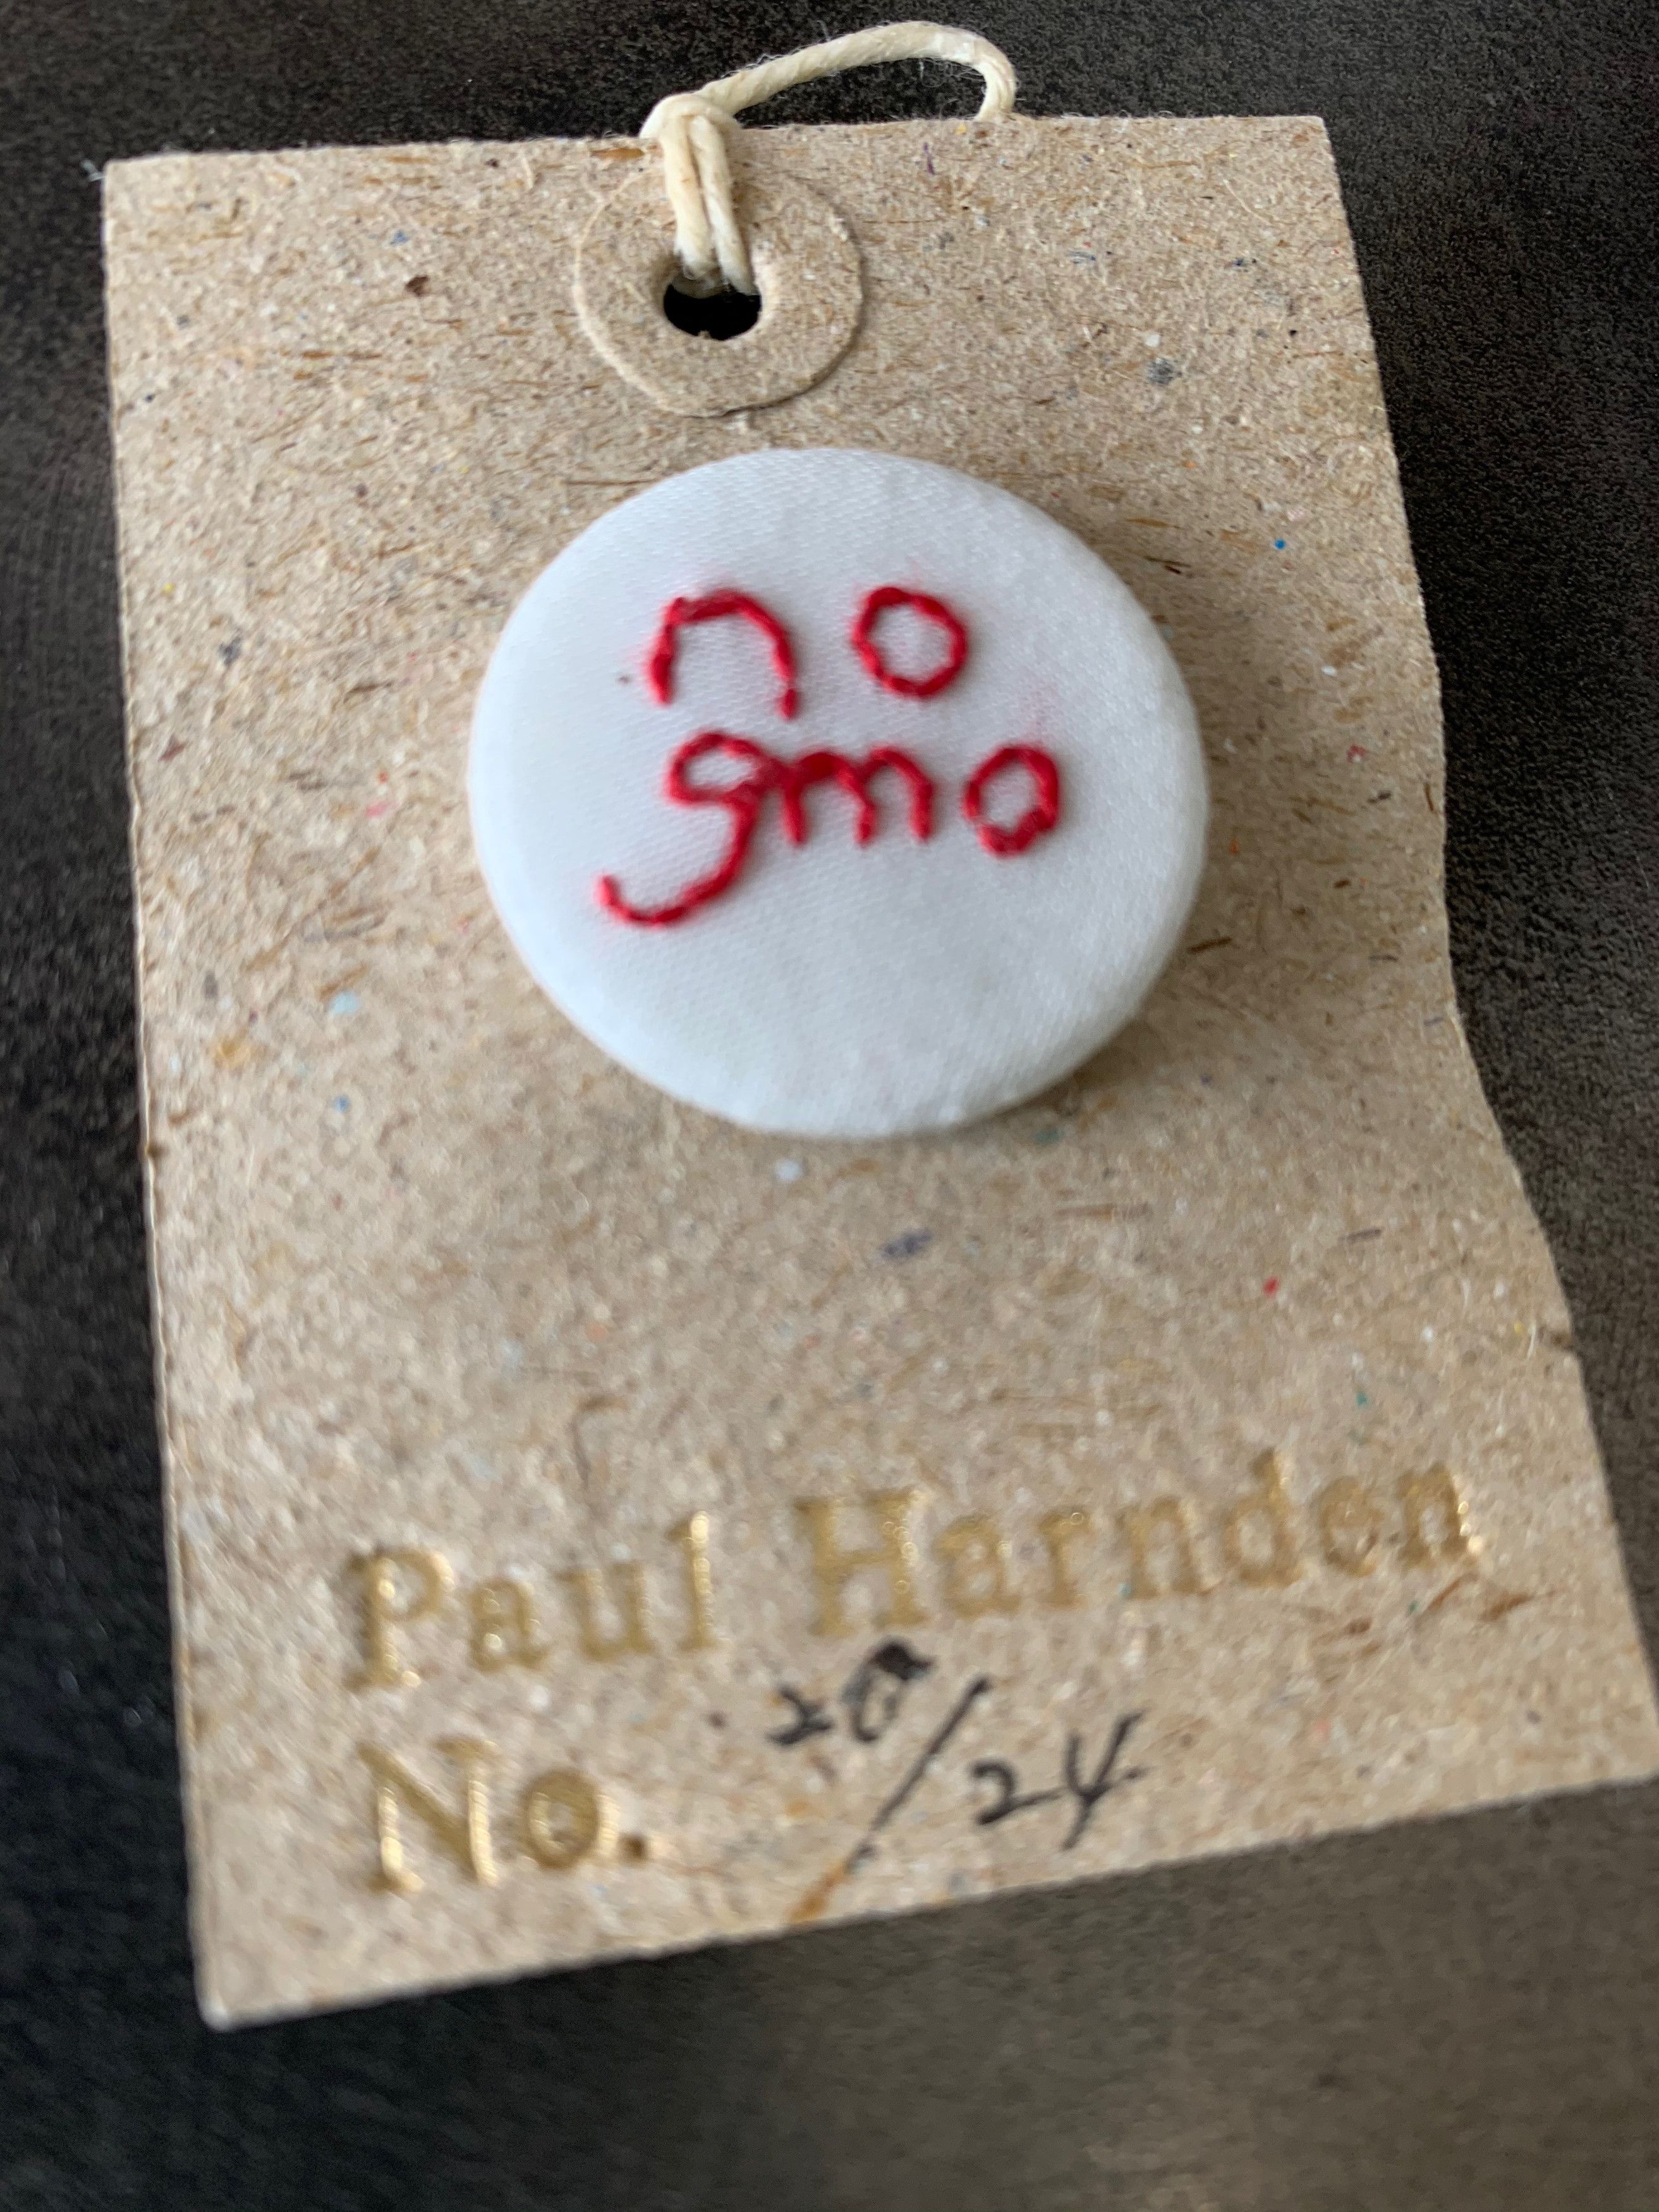 no
gmo
Paul Harnden
No. 20/24